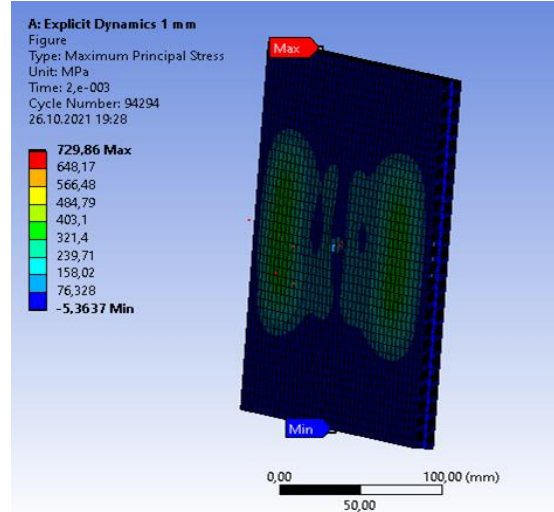 A: Explicit Dynamics 1 mm
Figure
Type: Maximum Principal Stress
Unit: MPa
Time: 2,e-003
Cycle Number: 94294
26.10.2021 19:28
729,86 Max
648,17
566,48
484,79
403,1
321,4
239,71
158,02
76,328
-5,3637 Min
Max
Min
0,00 100,00 (mm)
50,00